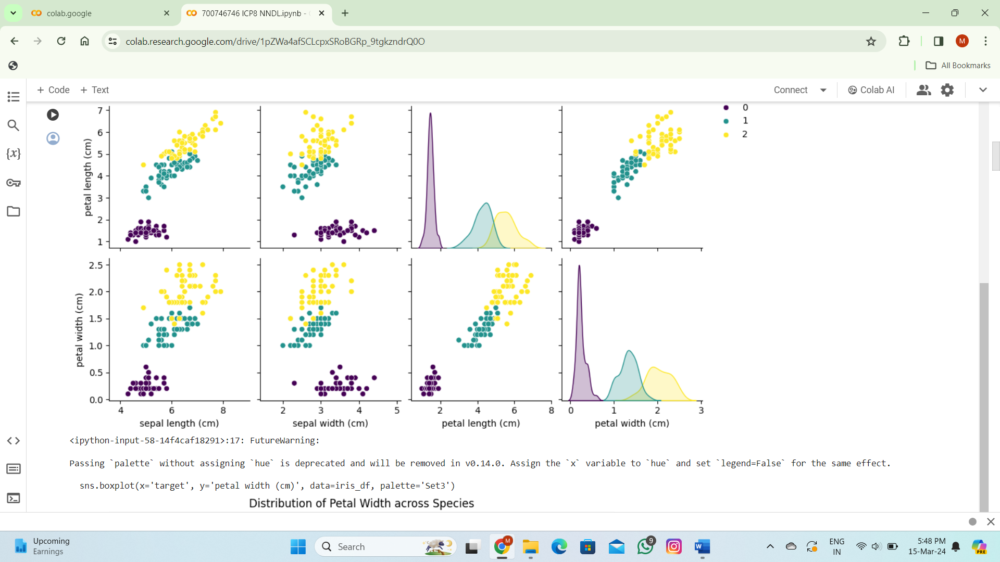 colab.google
700746746 ICP8 NNDL.ipynb -
colab.research.google.com/drive/1pZWa4afSCLcpxSRoBGRp_9tgkzndrQ0O
M
All Bookmarks
+ Code + Text
Connect
Colab AI
{x}
petal length (cm)
7
6
5
4
3
2
1
0
1
2
petal width (cm)
2.5
2.0
1.5
1.0
0.5
0.0
4 6 8
2 3 4 5
2 4 6 8
0 1 2 3
sepal length (cm)
sepal width (cm)
petal length (cm)
petal width (cm)
<ipython-input-58-14f4caf18291>:17: FutureWarning:
Passing `palette` without assigning `hue` is deprecated and will be removed in v0.14.0. Assign the `x` variable to `hue` and set `legend=False` for the same effect.
sns.boxplot(x='target', y='petal width (cm)', data=iris_df, palette='Set3')
Distribution of Petal Width across Species
Upcoming
Earnings
Search
M
9
W
ENG
IN
5:48 PM
15-Mar-24
PRE